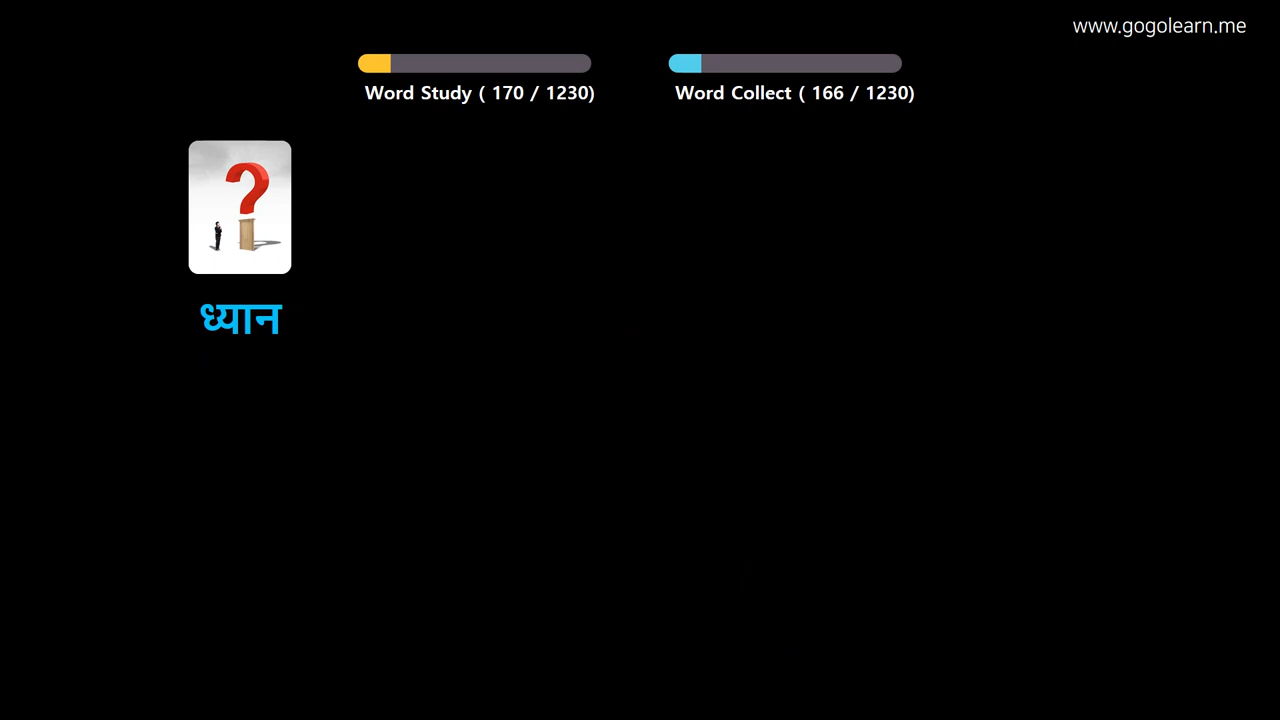 www.gogolearn.me
Word Study ( 170 / 1230)
Word Collect ( 166 / 1230)
?
ध्यान